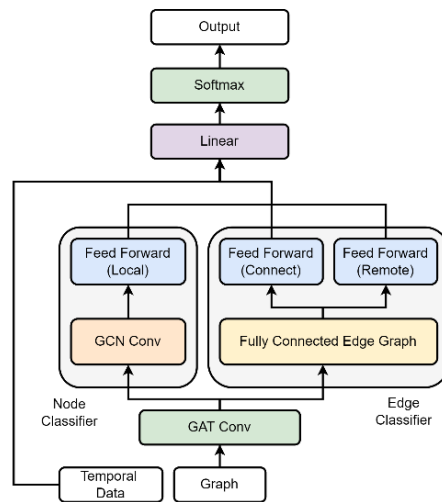 Output
Softmax
Linear
Feed Forward
(Local)
Feed Forward
(Connect)
Feed Forward
(Remote)
GCN Conv
Fully Connected Edge Graph
Node
Classifier
Edge
Classifier
GAT Conv
Temporal
Data
Graph